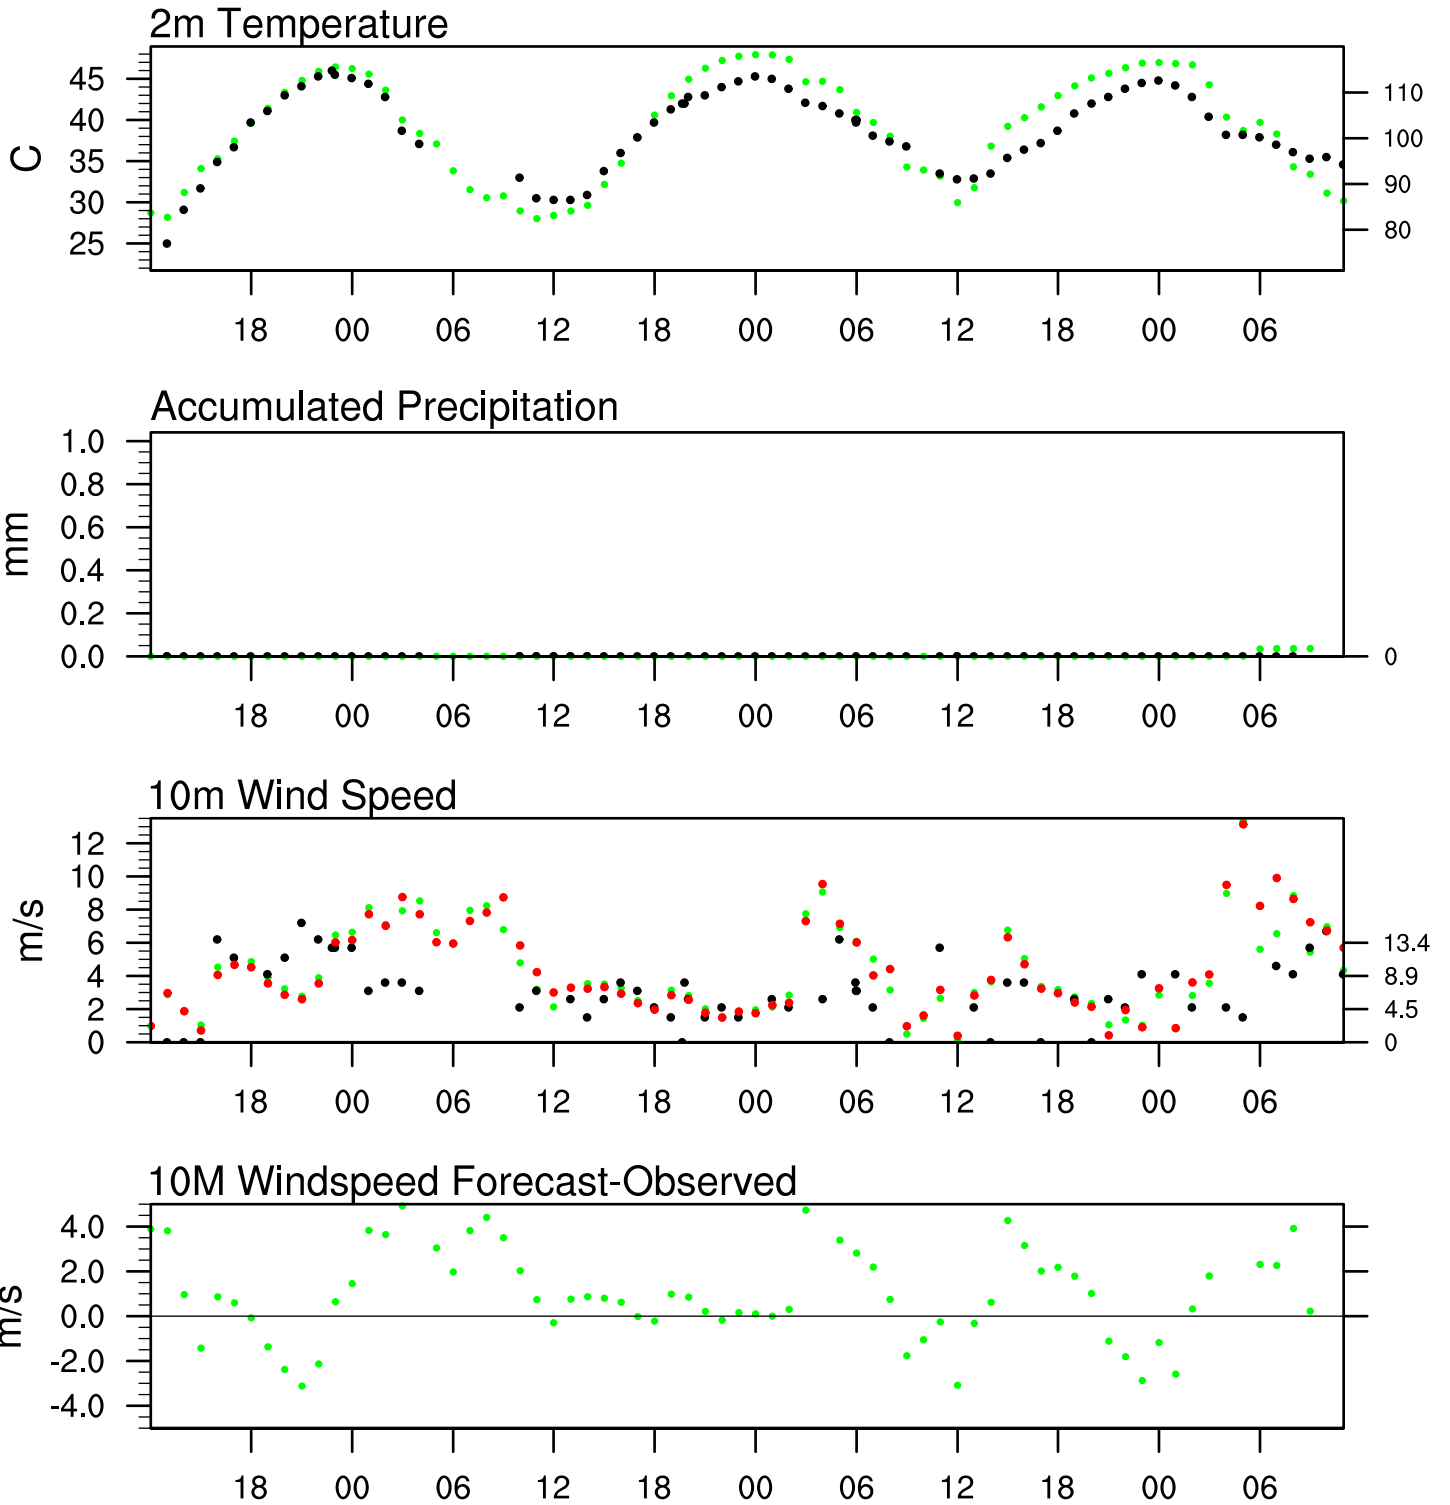 2m Temperature
C
45
40
35
30
25
110
100
90
80
18 00 06 12 18 00 06 12 18 00 06
Accumulated Precipitation
mm
1.0
0.8
0.6
0.4
0.2
0.0
0
18 00 06 12 18 00 06 12 18 00 06
10m Wind Speed
m/s
12
10
8
6
4
2
0
13.4
8.9
4.5
0
18 00 06 12 18 00 06 12 18 00 06
10M Windspeed Forecast-Observed
m/s
4.0
2.0
0.0
-2.0
-4.0
18 00 06 12 18 00 06 12 18 00 06